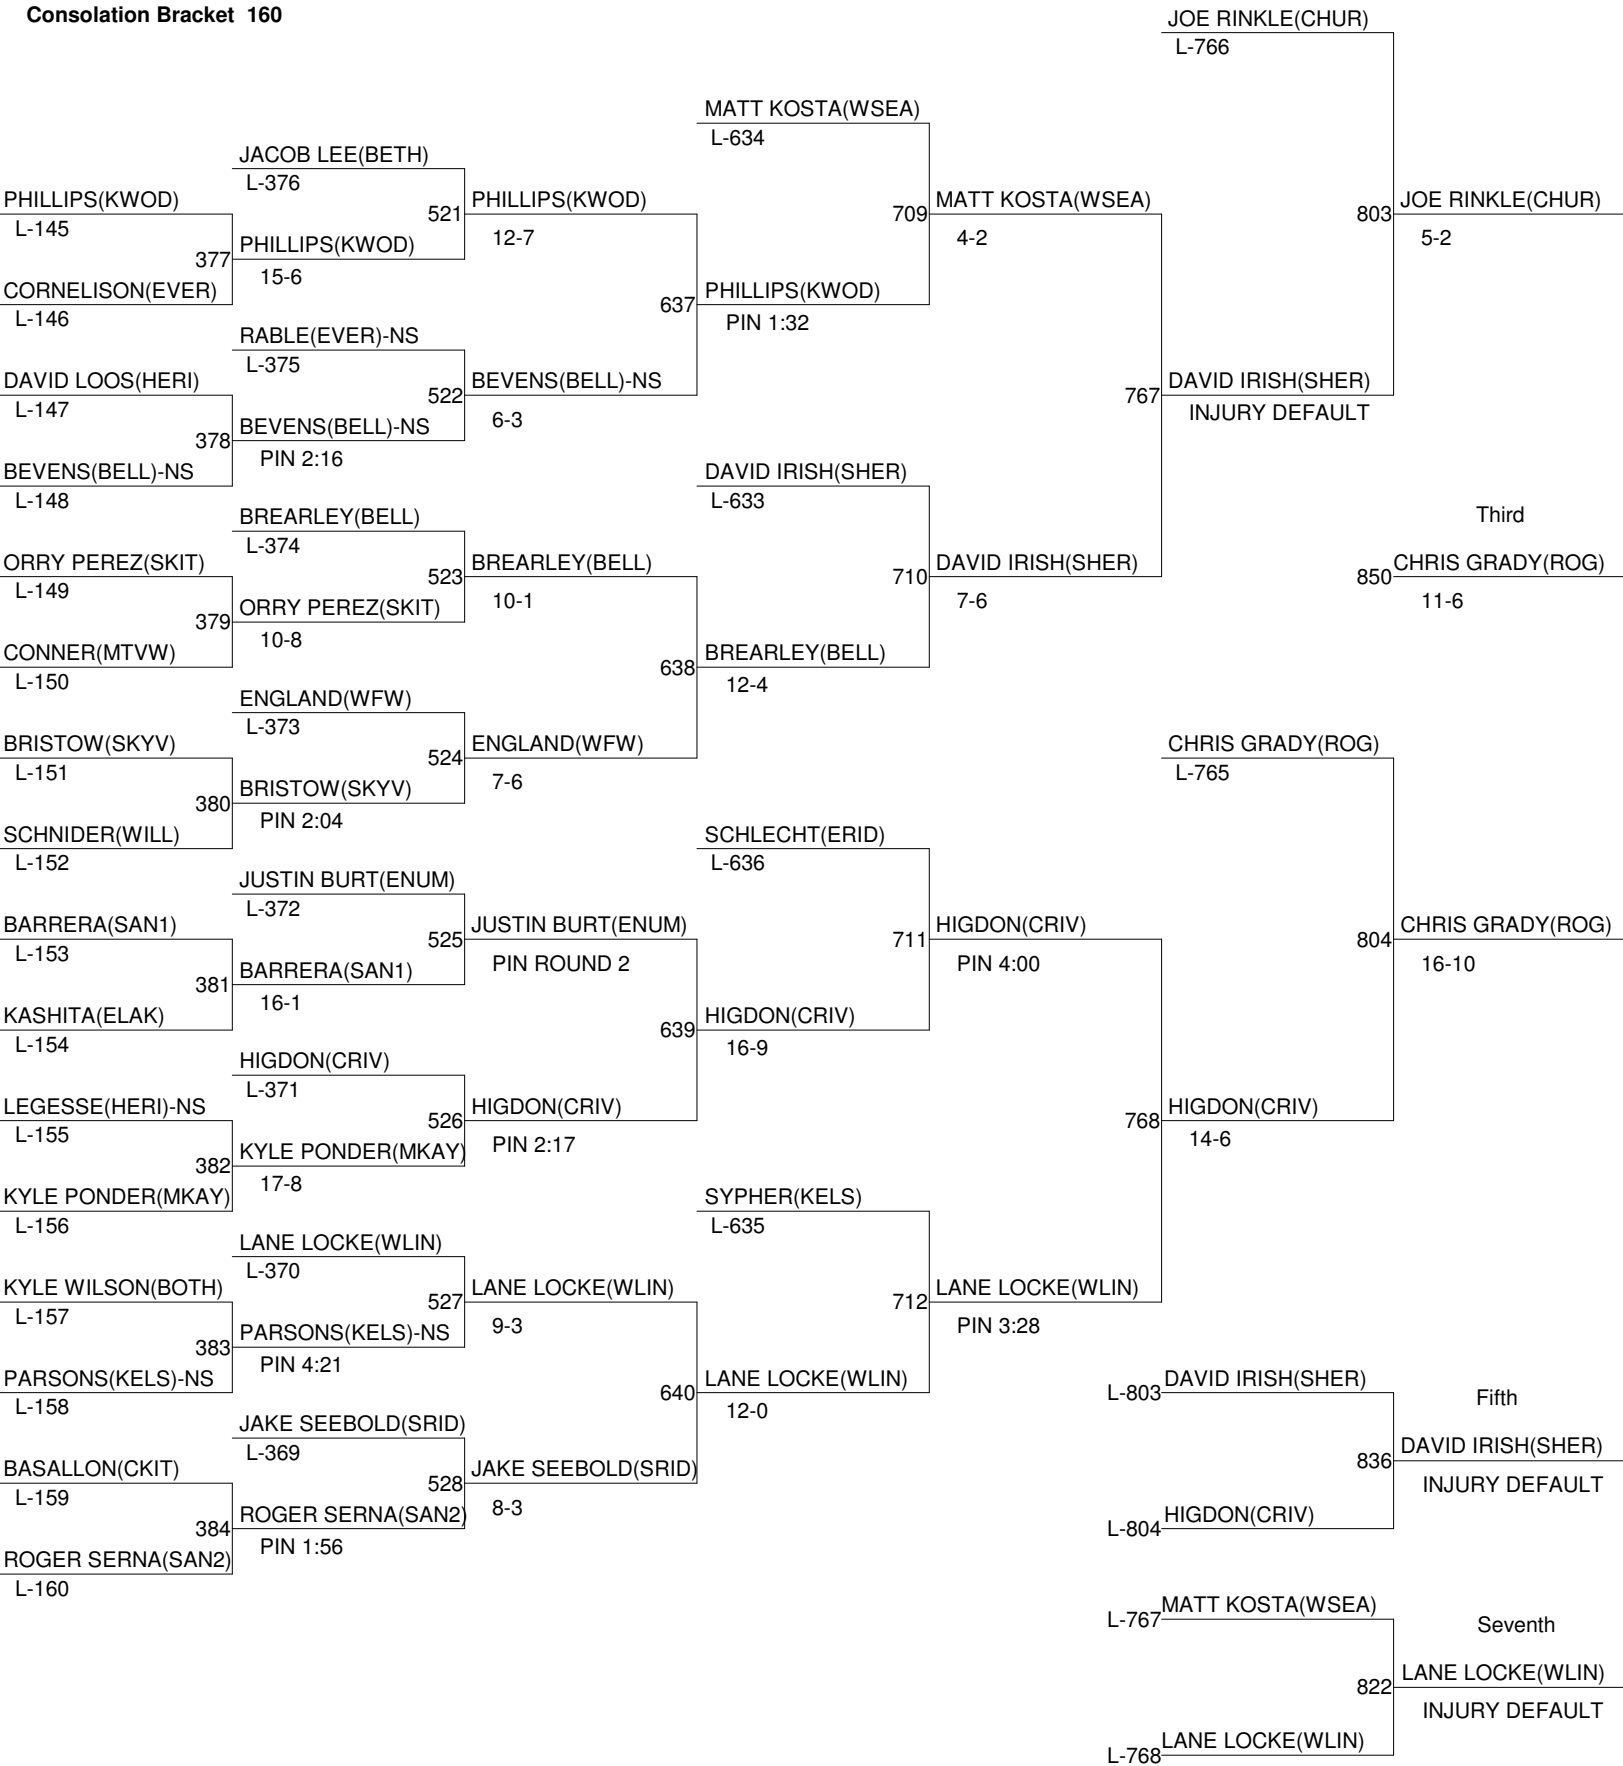 Consolation Bracket 160
JOE RINKLE(CHUR)
L-766
MATT KOSTA(WSEA)
L-634
JACOB LEE(BETH)
L-376
PHILLIPS(KWOD)
L-145
521
PHILLIPS(KWOD)
12-7
709
MATT KOSTA(WSEA)
4-2
803
JOE RINKLE(CHUR)
5-2
377
PHILLIPS(KWOD)
15-6
CORNELISON(EVER)
L-146
637
PHILLIPS(KWOD)
PIN 1:32
RABLE(EVER)-NS
L-375
DAVID LOOS(HERI)
L-147
522
BEVENS(BELL)-NS
6-3
767
DAVID IRISH(SHER)
INJURY DEFAULT
378
BEVENS(BELL)-NS
PIN 2:16
BEVENS(BELL)-NS
L-148
DAVID IRISH(SHER)
L-633
BREARLEY(BELL)
L-374
Third
ORRY PEREZ(SKIT)
L-149
523
BREARLEY(BELL)
10-1
710
DAVID IRISH(SHER)
7-6
850
CHRIS GRADY(ROG)
11-6
379
ORRY PEREZ(SKIT)
10-8
CONNER(MTVW)
L-150
638
BREARLEY(BELL)
12-4
ENGLAND(WFW)
L-373
BRISTOW(SKYV)
L-151
524
ENGLAND(WFW)
7-6
CHRIS GRADY(ROG)
L-765
380
BRISTOW(SKYV)
PIN 2:04
SCHNIDER(WILL)
L-152
SCHLECHT(ERID)
L-636
JUSTIN BURT(ENUM)
L-372
BARRERA(SAN1)
L-153
525
JUSTIN BURT(ENUM)
PIN ROUND 2
711
HIGDON(CRIV)
PIN 4:00
804
CHRIS GRADY(ROG)
16-10
381
BARRERA(SAN1)
16-1
KASHITA(ELAK)
L-154
639
HIGDON(CRIV)
16-9
HIGDON(CRIV)
L-371
LEGESSE(HERI)-NS
L-155
526
HIGDON(CRIV)
PIN 2:17
768
HIGDON(CRIV)
14-6
382
KYLE PONDER(MKAY)
17-8
KYLE PONDER(MKAY)
L-156
SYPHER(KELS)
L-635
LANE LOCKE(WLIN)
L-370
KYLE WILSON(BOTH)
L-157
527
LANE LOCKE(WLIN)
9-3
712
LANE LOCKE(WLIN)
PIN 3:28
383
PARSONS(KELS)-NS
PIN 4:21
PARSONS(KELS)-NS
L-158
640
LANE LOCKE(WLIN)
12-0
L-803
DAVID IRISH(SHER)
Fifth
JAKE SEEBOLD(SRID)
L-369
836
DAVID IRISH(SHER)
INJURY DEFAULT
BASALLON(CKIT)
L-159
528
JAKE SEEBOLD(SRID)
8-3
384
ROGER SERNA(SAN2)
PIN 1:56
L-804
HIGDON(CRIV)
ROGER SERNA(SAN2)
L-160
L-767
MATT KOSTA(WSEA)
Seventh
822
LANE LOCKE(WLIN)
INJURY DEFAULT
L-768
LANE LOCKE(WLIN)